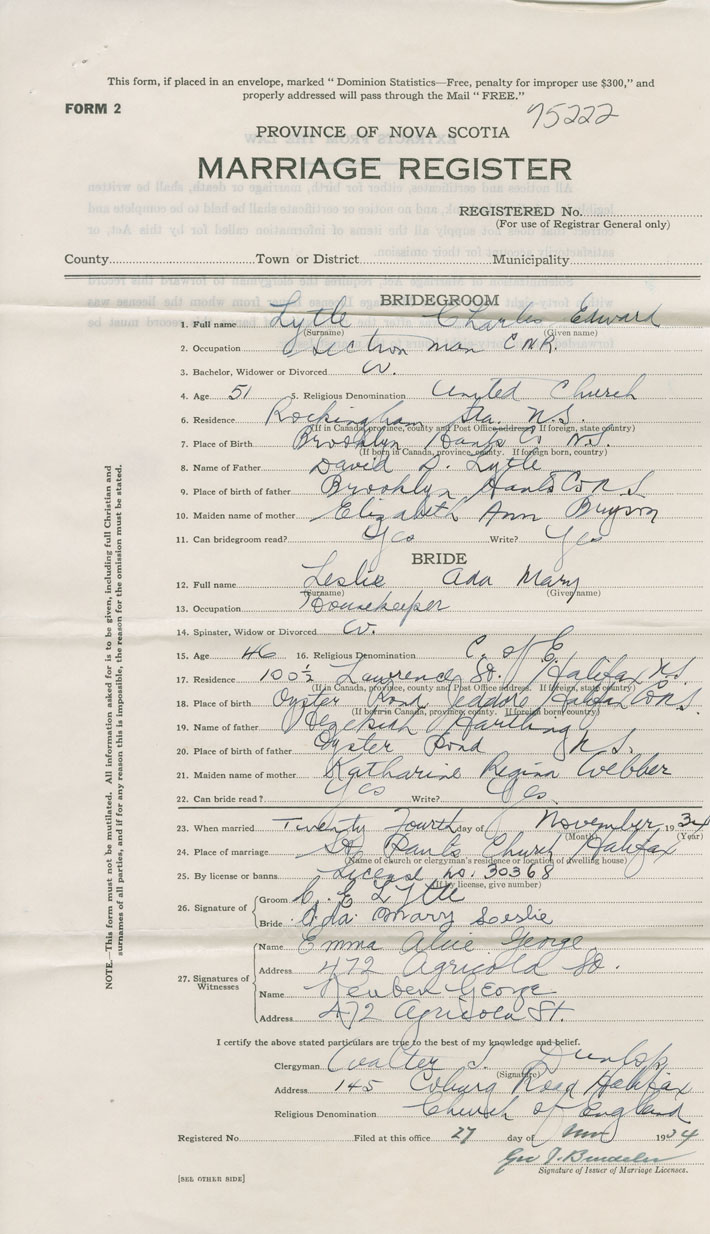 This form, if placed in an envelope, marked " Dominion Statistics—Free, penalty for improper use $300," and
properly addressed will pass through the Mail " FREE."
FORM 2
95222
PROVINCE OF NOVA SCOTIA
MARRIAGE REGISTER
REGISTERED No.
(For use of Registrar General only)
County Town or District Municipality
BRIDEGROOM
1. Full name Lytle Charles Edward
(Surname) (Given name)
2. Occupation Section man C.N.R.
3. Bachelor, Widower or Divorced W.
4. Age 51 5. Religious Denomination United Church
6. Residence Rockingham Sta. N.S.
(If in Canada, province, county and Post Office address. If foreign, state country)
7. Place of Birth Brooklyn Hants Co N.S.
(If born in Canada, province, county. If foreign born, country)
8. Name of Father David D. Lytle
9. Place of birth of father Brooklyn Hants Co N S
10. Maiden name of mother Elizabeth Ann
11. Can bridegroom read? Yes Write? Yes
BRIDE
12. Full name Leslie Ada Mary
(Surname) (Given name)
13. Occupation Housekeeper
14. Spinster, Widow or Divorced W.
15. Age 46 16. Religious Denomination C. of E.
17. Residence 100½ Lawrence St. Halifax N.S.
(If in Canada, province, county and Post Office address. If foreign, state country)
18. Place of birth Oyster Pond Jeddore Halifax Co N.S.
(If born in Canada, province, county. If foreign born country)
19. Name of father Hezekiah Hartling
20. Place of birth of father Oyster Pond N.S.
21. Maiden name of mother Katharine Regina Webber
22. Can bride read? Yes Write? Yes
23. When married Twenty Fourth day of November 1934
(Month) (Year)
24. Place of marriage St Paul's Church Halifax
(Name of church or clergyman's residence or location of dwelling house)
25. By license or banns License no. 30368
(If by license, give number)
26. Signature of
Groom C. E Lytle
Bride Ada Mary Leslie
27. Signatures of Witnesses
Name Emma Alice George
Address 472 Agricola St.
Name Reuben George
Address 472 Agricola St.
I certify the above stated particulars are true to the best of my knowledge and belief.
Clergyman Walter S. Dunlop
(Signature)
Address 145 Coburg Road Halifax
Religious Denomination Church of England
Registered No. Filed at this office 27 day of Nov 1934
Signature of Issuer of Marriage Licenses.
[SEE OTHER SIDE]
NOTE.—This form must not be mutilated. All information asked for is to be given, including full Christian and
surnames of all parties, and if for any reason this is impossible, the reason for the omission must be stated.